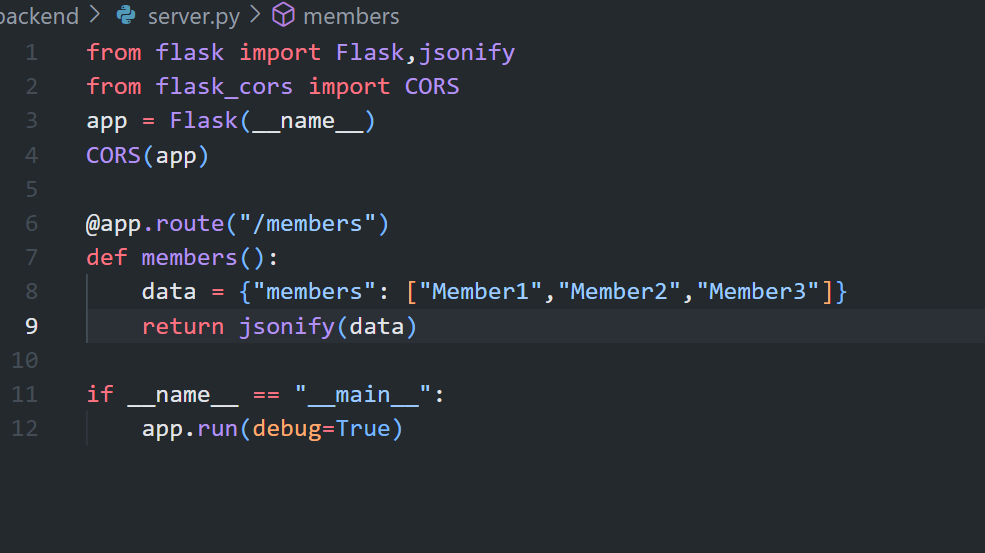 backend > server.py > members
1 from flask import Flask,jsonify
2 from flask_cors import CORS
3 app = Flask(__name__)
4 CORS(app)
5
6 @app.route("/members")
7 def members():
8     data = {"members": ["Member1","Member2","Member3"]}
9     return jsonify(data)
10
11 if __name__ == "__main__":
12     app.run(debug=True)